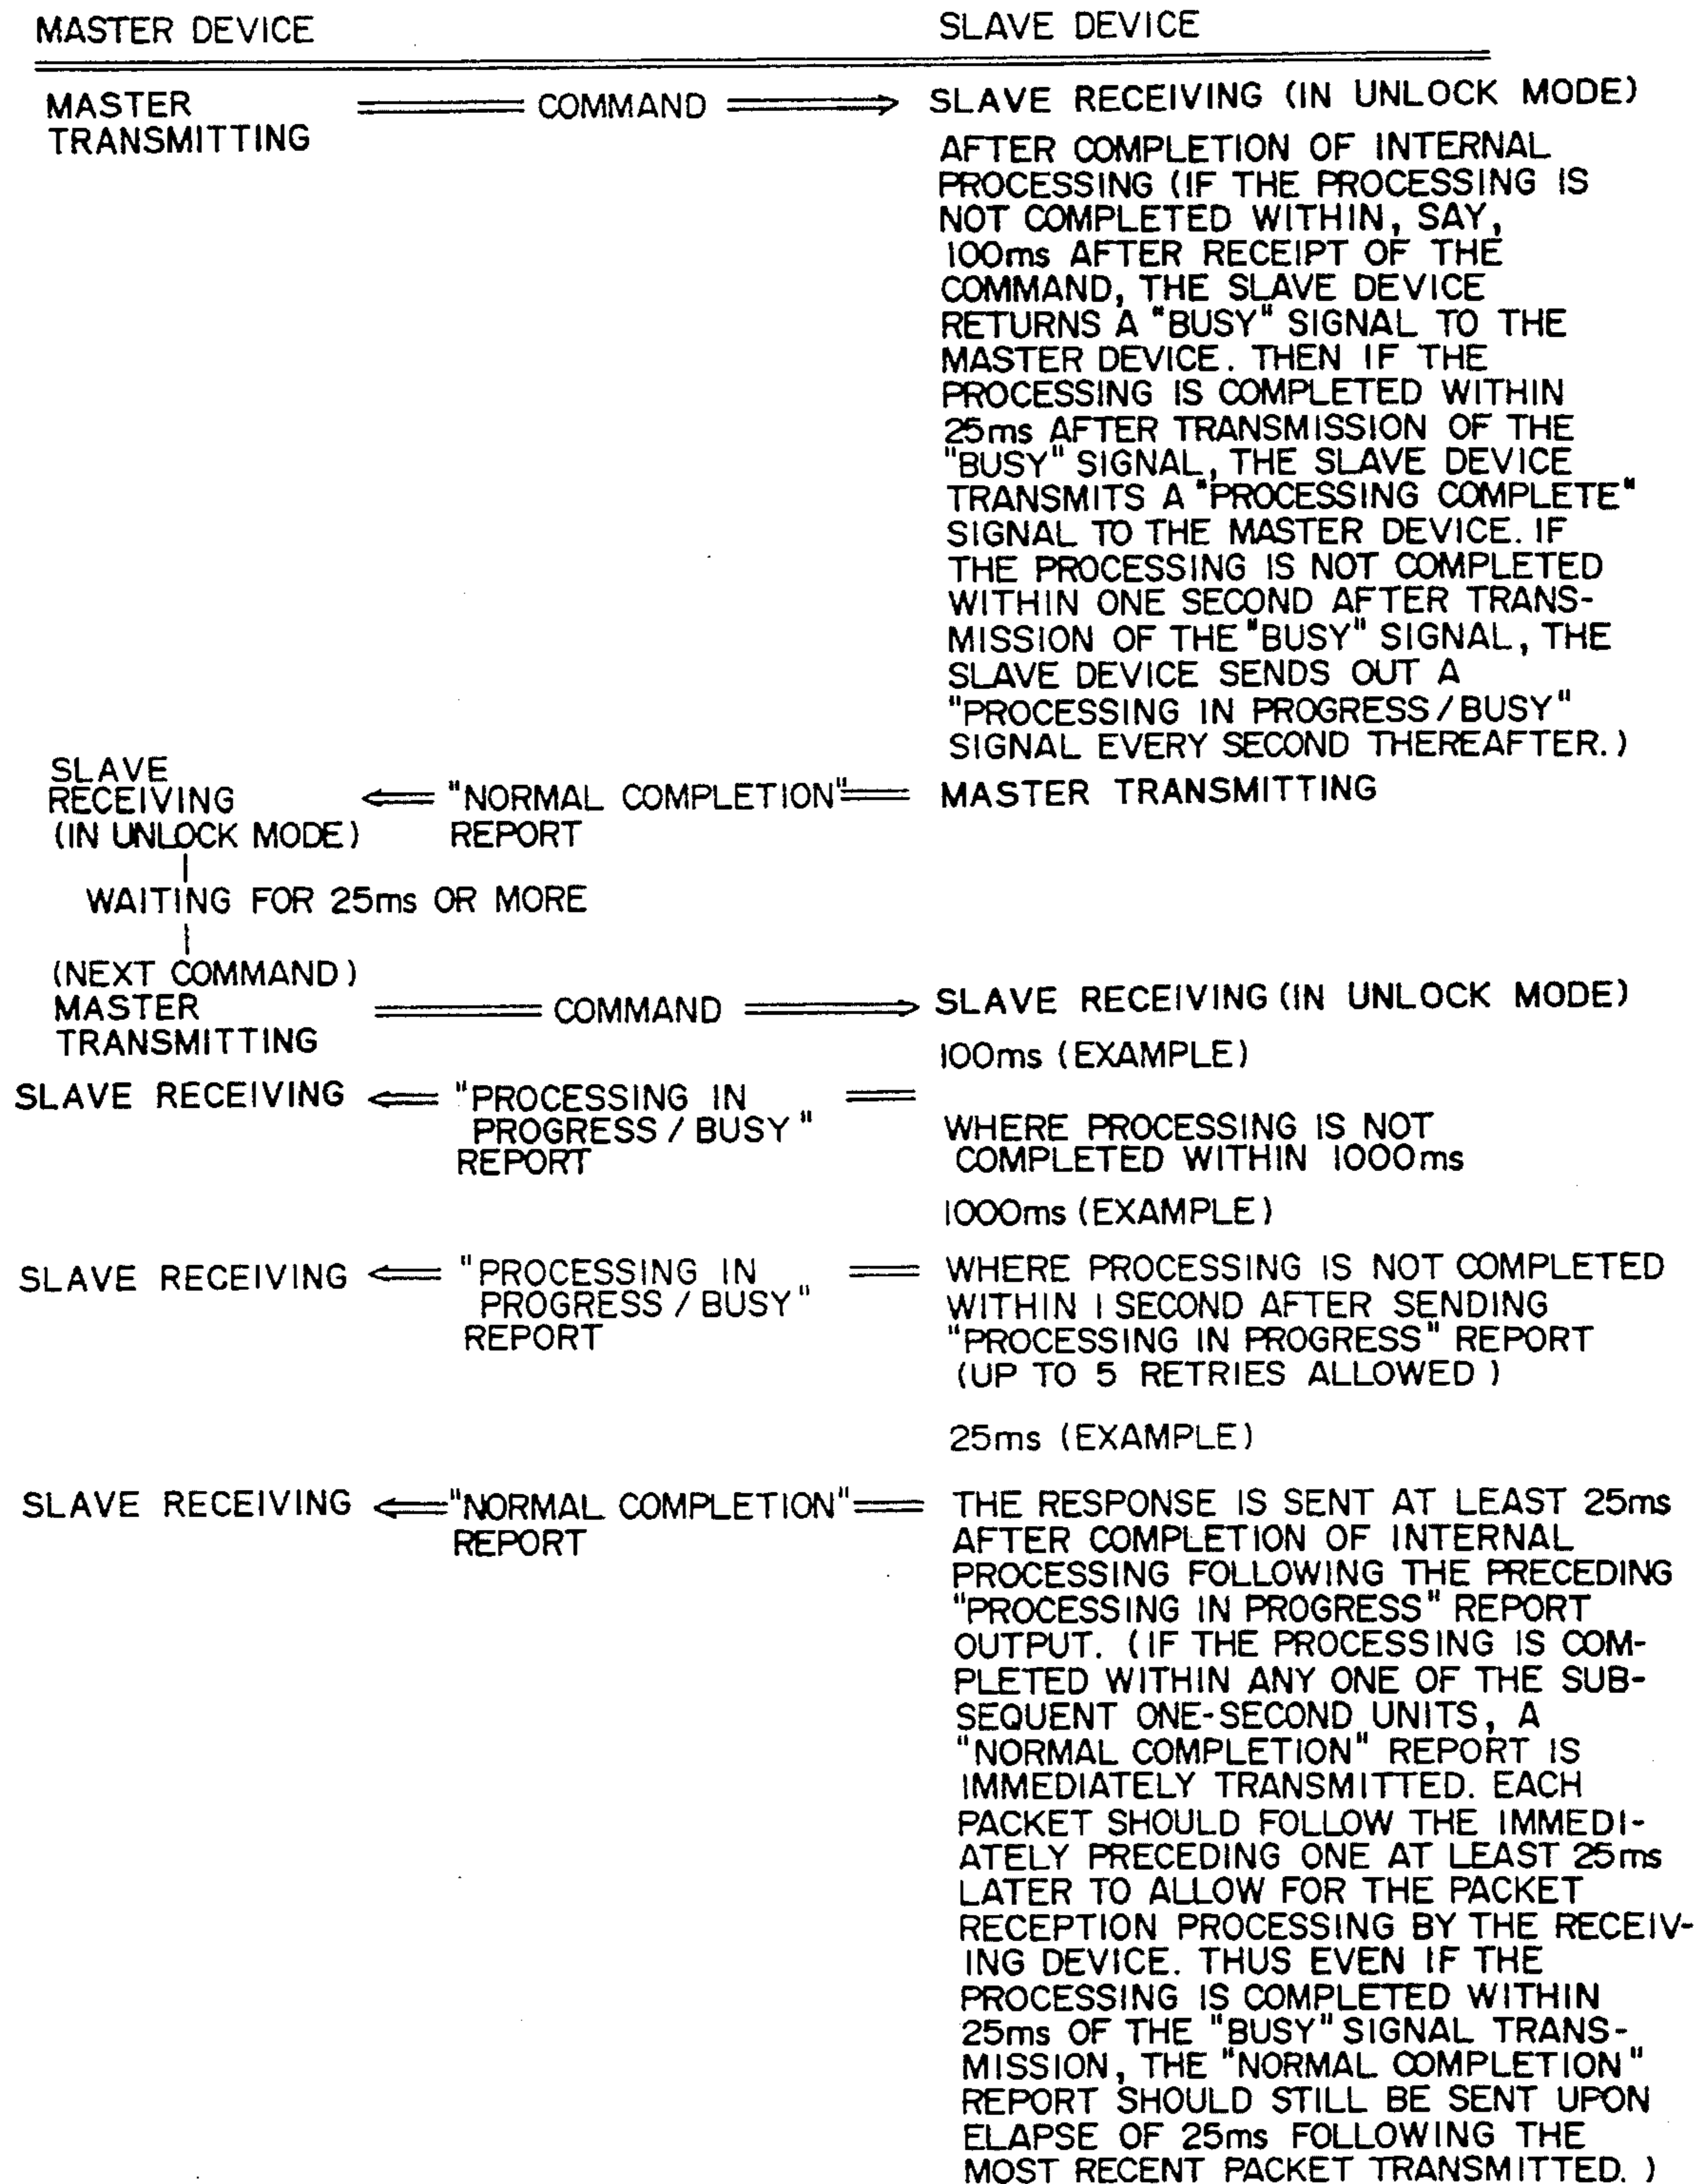 MASTER DEVICE SLAVE DEVICE
MASTER TRANSMITTING COMMAND SLAVE RECEIVING (IN UNLOCK MODE)
AFTER COMPLETION OF INTERNAL
PROCESSING (IF THE PROCESSING IS
NOT COMPLETED WITHIN, SAY,
100ms AFTER RECEIPT OF THE
COMMAND, THE SLAVE DEVICE
RETURNS A "BUSY" SIGNAL TO THE
MASTER DEVICE. THEN IF THE
PROCESSING IS COMPLETED WITHIN
25ms AFTER TRANSMISSION OF THE
"BUSY" SIGNAL, THE SLAVE DEVICE
TRANSMITS A "PROCESSING COMPLETE"
SIGNAL TO THE MASTER DEVICE. IF
THE PROCESSING IS NOT COMPLETED
WITHIN ONE SECOND AFTER TRANS-
MISSION OF THE "BUSY" SIGNAL, THE
SLAVE DEVICE SENDS OUT A
"PROCESSING IN PROGRESS/BUSY"
SIGNAL EVERY SECOND THEREAFTER.)
SLAVE
RECEIVING
(IN UNLOCK MODE)
"NORMAL COMPLETION"
REPORT
MASTER TRANSMITTING
WAITING FOR 25ms OR MORE
(NEXT COMMAND)
MASTER
TRANSMITTING
COMMAND
SLAVE RECEIVING (IN UNLOCK MODE)
100ms (EXAMPLE)
SLAVE RECEIVING
"PROCESSING IN
PROGRESS / BUSY"
REPORT
WHERE PROCESSING IS NOT
COMPLETED WITHIN 1000ms
1000ms (EXAMPLE)
SLAVE RECEIVING
"PROCESSING IN
PROGRESS / BUSY"
REPORT
WHERE PROCESSING IS NOT COMPLETED
WITHIN 1 SECOND AFTER SENDING
"PROCESSING IN PROGRESS" REPORT
(UP TO 5 RETRIES ALLOWED)
25ms (EXAMPLE)
SLAVE RECEIVING
"NORMAL COMPLETION"
REPORT
THE RESPONSE IS SENT AT LEAST 25ms
AFTER COMPLETION OF INTERNAL
PROCESSING FOLLOWING THE PRECEDING
"PROCESSING IN PROGRESS" REPORT
OUTPUT. (IF THE PROCESSING IS COM-
PLETED WITHIN ANY ONE OF THE SUB-
SEQUENT ONE-SECOND UNITS, A
"NORMAL COMPLETION" REPORT IS
IMMEDIATELY TRANSMITTED. EACH
PACKET SHOULD FOLLOW THE IMMEDI-
ATELY PRECEDING ONE AT LEAST 25ms
LATER TO ALLOW FOR THE PACKET
RECEPTION PROCESSING BY THE RECEIV-
ING DEVICE. THUS EVEN IF THE
PROCESSING IS COMPLETED WITHIN
25ms OF THE "BUSY" SIGNAL TRANS-
MISSION, THE "NORMAL COMPLETION"
REPORT SHOULD STILL BE SENT UPON
ELAPSE OF 25ms FOLLOWING THE
MOST RECENT PACKET TRANSMITTED.)